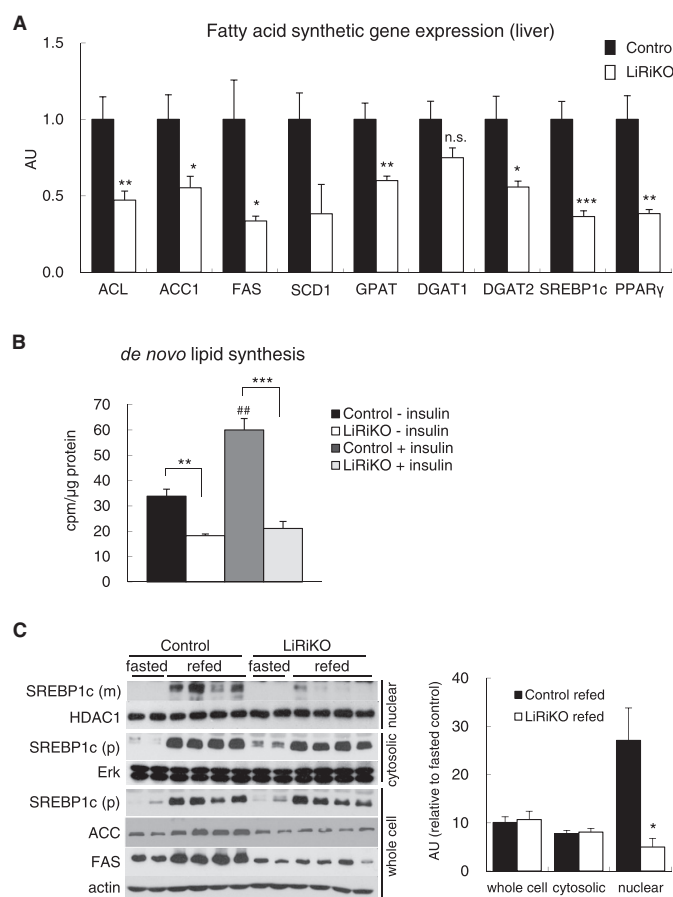 A
Fatty acid synthetic gene expression (liver)
Contro
LiRiKO
1.5
1.0
0.5
0.0
AU
**
*
*
**
n.s.
*
***
**
ACL ACC1 FAS SCD1 GPAT DGAT1 DGAT2 SREBP1c PPARγ
B
de novo lipid synthesis
70
60
50
40
30
20
10
0
cpm/µg protein
**
##
***
Control - insulin
LiRiKO - insulin
Control + insulin
LiRiKO + insulin
C
Control LiRiKO
fasted refed fasted refed
SREBP1c (m)
HDAC1
nuclear
SREBP1c (p)
Erk
cytosolic
SREBP1c (p)
ACC
FAS
actin
whole cell
AU (relative to fasted control)
40
30
20
10
0
Control refed
LiRiKO refed
*
whole cell cytosolic nuclear